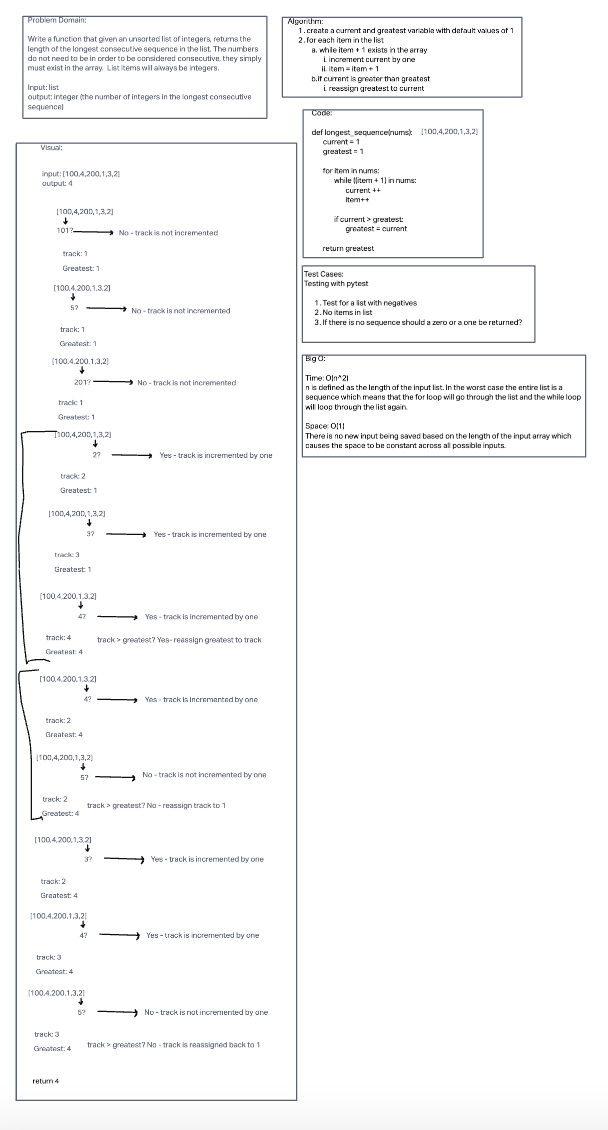 Problem Domain:
Write a function that given an unsorted list of integers, returns the
length of the longest consecutive sequence in the list. The numbers
do not need to be in order to be considered consecutive, they simply
must exist in the array. List items will always be integers.
Input: list
output: integer (the number of integers in the longest consecutive
sequence)
Algorithm:
1. create a current and greatest variable with default values of 1
2. for each item in the list
a. while item + 1 exists in the array
i. increment current by one
ii. item = item + 1
b.if current is greater than greatest
i. reassign greatest to current
Code:
def longest_sequence(nums): [100,4,200,1,3,2]
current = 1
greatest = 1
for item in nums:
while ((item + 1) in nums:
current ++
item++
if current > greatest:
greatest = current
return greatest
Test Cases:
Testing with pytest
1. Test for a list with negatives
2. No items in list
3. If there is no sequence should a zero or a one be returned?
Big O:
Time: O(n^2)
n is defined as the length of the input list. In the worst case the entire list is a
sequence which means that the for loop will go through the list and the while loop
will loop through the list again.
Space: O(1)
There is no new input being saved based on the length of the input array which
causes the space to be constant across all possible inputs.
Visual:
input: [100,4,200,1,3,2]
output: 4
[100,4,200,1,3,2]
101? No - track is not incremented
track: 1
Greatest: 1
[100,4,200,1,3,2]
5? No - track is not incremented
track: 1
Greatest: 1
[100,4,200,1,3,2]
201? No - track is not incremented
track: 1
Greatest: 1
[100,4,200,1,3,2]
2? Yes - track is incremented by one
track: 2
Greatest: 1
[100,4,200,1,3,2]
3? Yes - track is incremented by one
track: 3
Greatest: 1
[100,4,200,1,3,2]
4? Yes - track is incremented by one
track: 4 track > greatest? Yes- reassign greatest to track
Greatest: 4
[100,4,200,1,3,2]
4? Yes - track is incremented by one
track: 2
Greatest: 4
[100,4,200,1,3,2]
5? No - track is not incremented by one
track: 2 track > greatest? No - reassign track to 1
Greatest: 4
[100,4,200,1,3,2]
3? Yes - track is incremented by one
track: 2
Greatest: 4
[100,4,200,1,3,2]
4? Yes - track is incremented by one
track: 3
Greatest: 4
[100,4,200,1,3,2]
5? No - track is not incremented by one
track: 3
Greatest: 4 track > greatest? No - track is reassigned back to 1
return 4